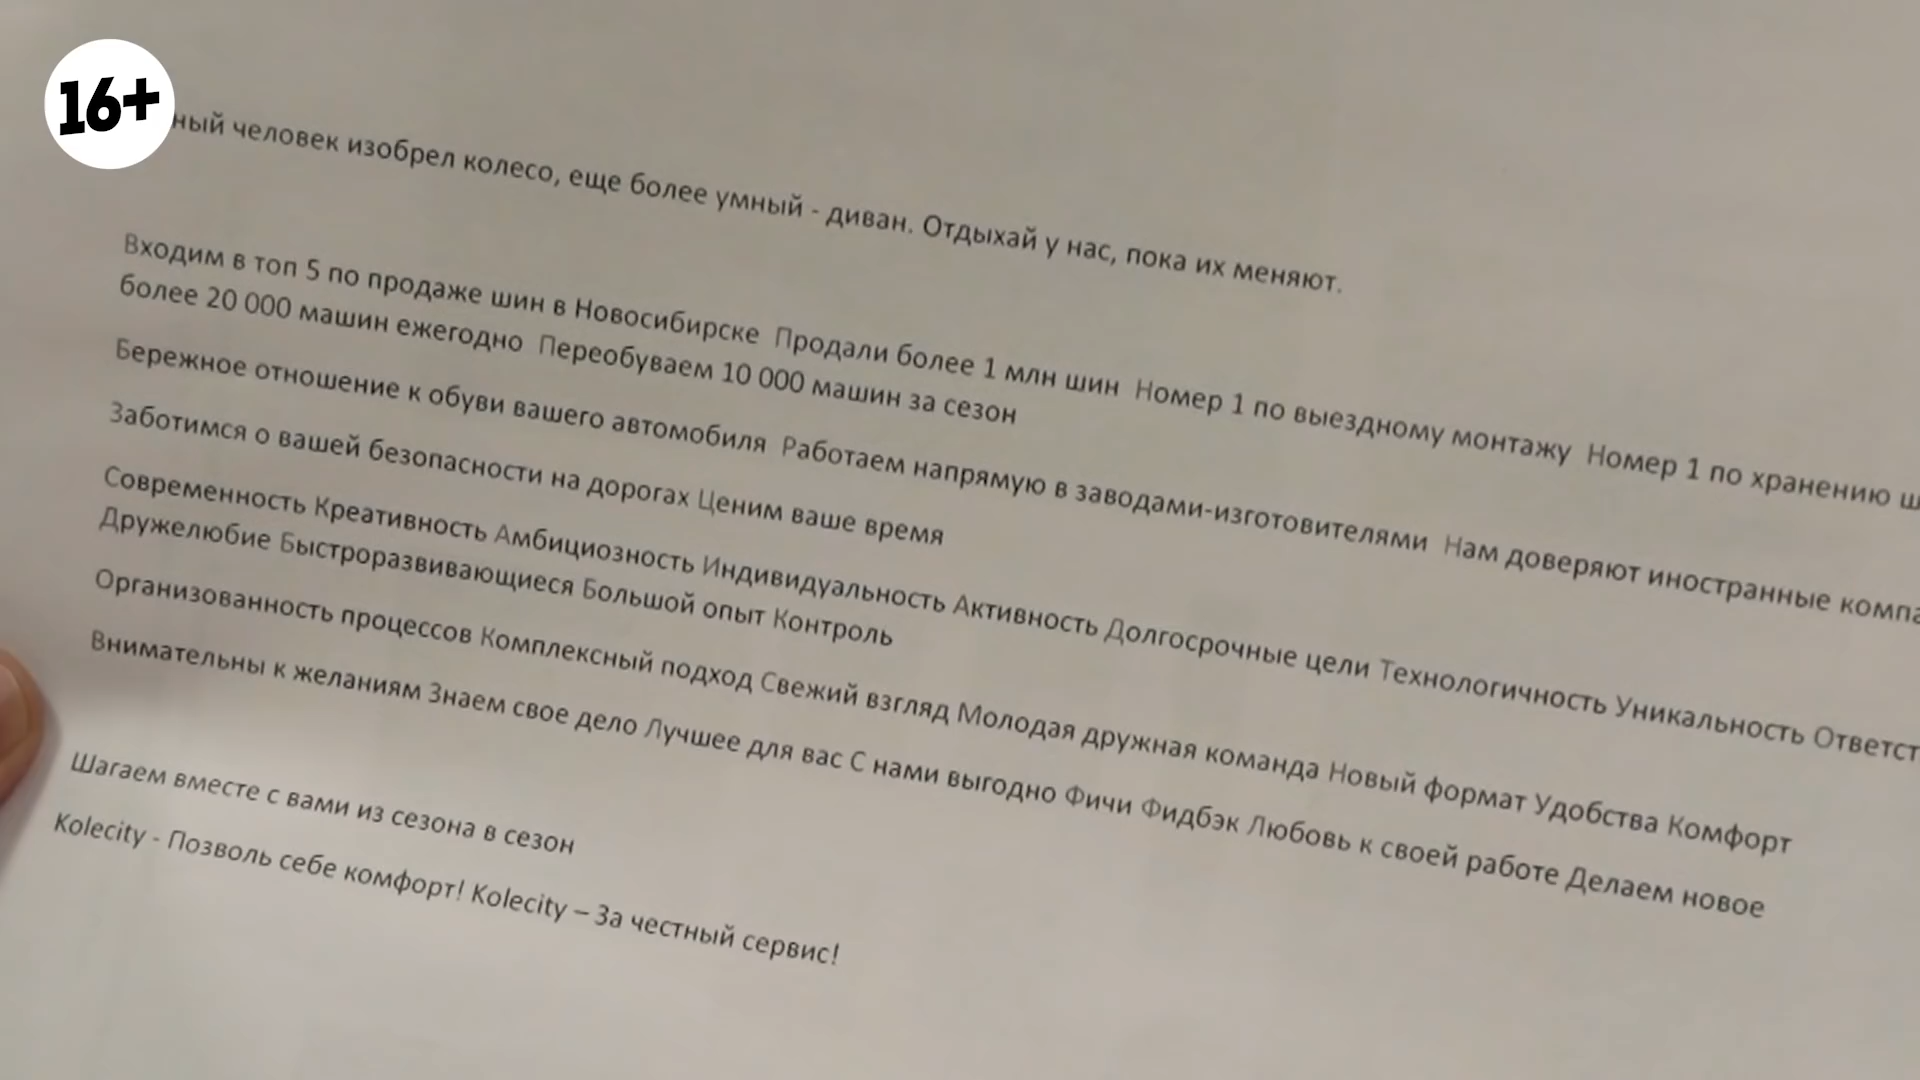 16+
ный человек изобрел колесо, еще более умный - диван. Отдыхай у нас, пока их меняют.
Входим в топ 5 по продаже шин в Новосибирске Продали более 1 млн шин Номер 1 по выездному монтажу Номер 1 по хранению ш
более 20 000 машин ежегодно Переобуваем 10 000 машин за сезон
Бережное отношение к обуви вашего автомобиля Работаем напрямую в заводами-изготовителями Нам доверяют иностранные компа
Заботимся о вашей безопасности на дорогах Ценим ваше время
Современность Креативность Амбициозность Индивидуальность Активность Долгосрочные цели Технологичность Уникальность Ответст
Дружелюбие Быстроразвивающиеся Большой опыт Контроль
Организованность процессов Комплексный подход Свежий взгляд Молодая дружная команда Новый формат Удобства Комфорт
Внимательны к желаниям Знаем свое дело Лучшее для вас С нами выгодно Фичи Фидбэк Любовь к своей работе Делаем новое
Шагаем вместе с вами из сезона в сезон
Kolecity - Позволь себе комфорт! Kolecity – За честный сервис!